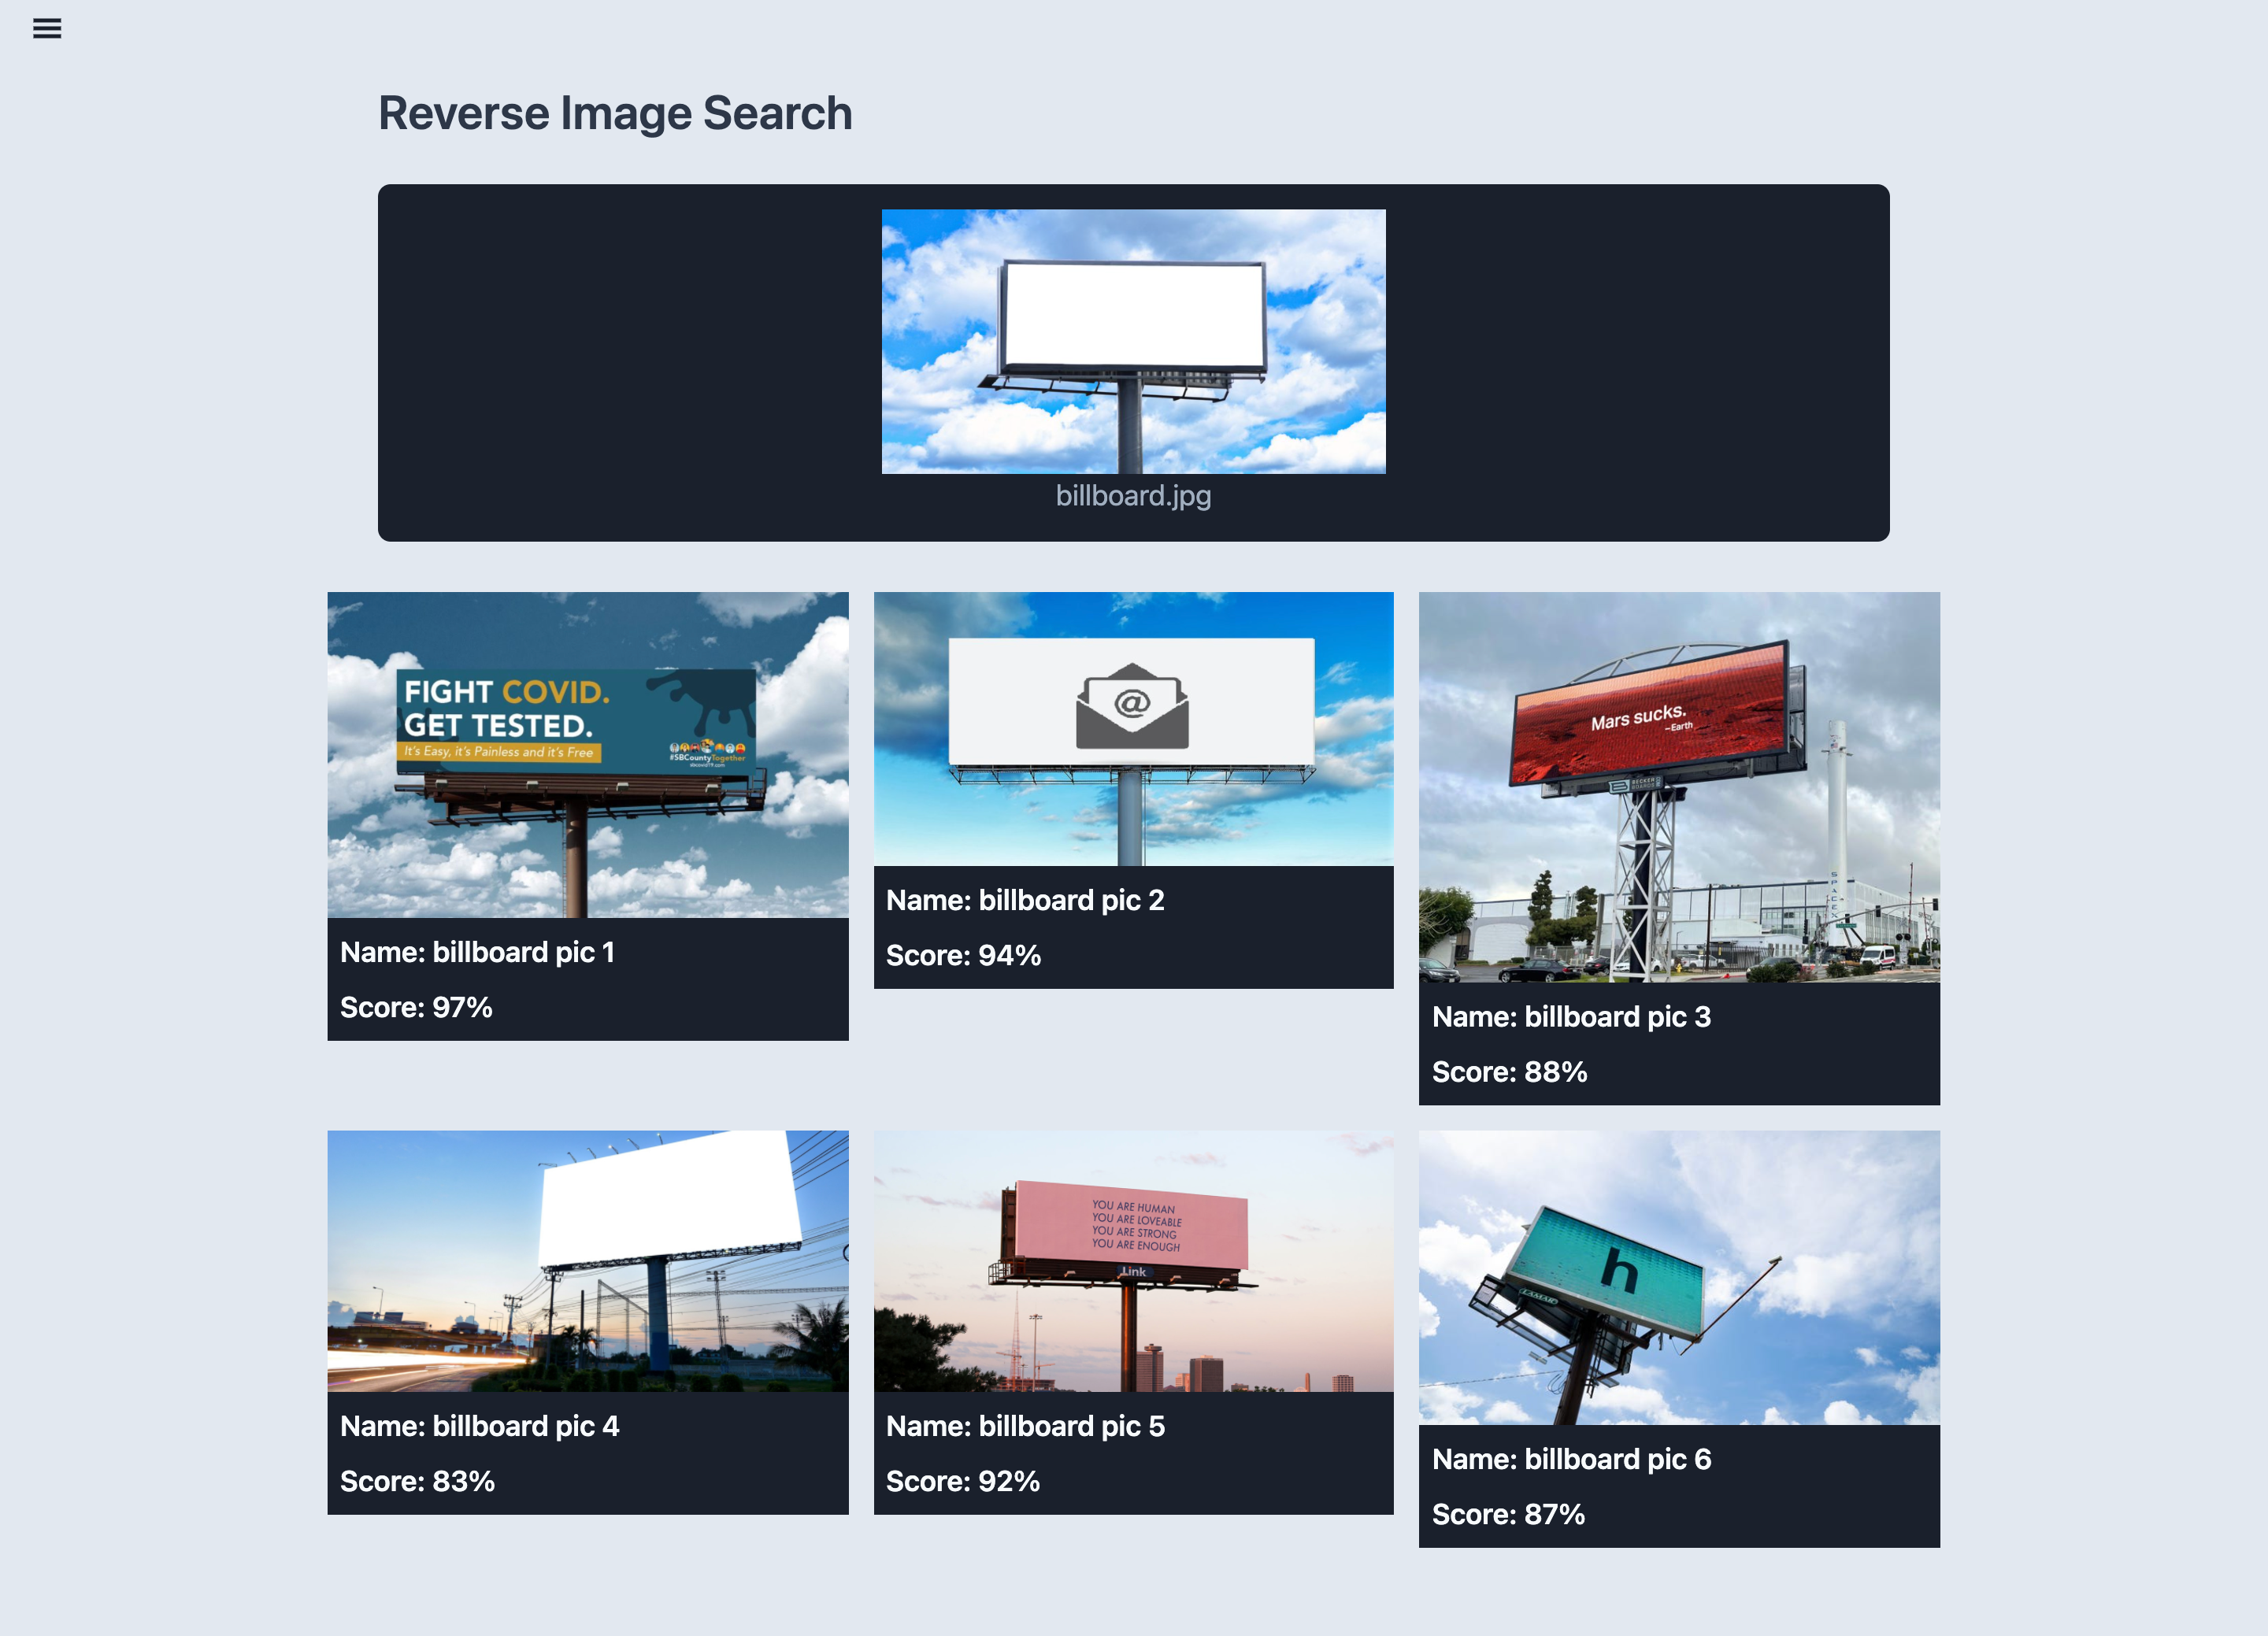 Reverse Image Search
billboard.jpg
FIGHT COVID.
GET TESTED.
It's Easy, it's Painless and it's Free
#SBCountyTogether
Name: billboard pic 1
Score: 97%
@
Name: billboard pic 2
Score: 94%
Mars sucks.
–Earth
BECKER
BOARDS
SPACEX
Name: billboard pic 3
Score: 88%
Name: billboard pic 4
Score: 83%
YOU ARE HUMAN
YOU ARE LOVEABLE
YOU ARE STRONG
YOU ARE ENOUGH
Link
Name: billboard pic 5
Score: 92%
h
LAMAR
Name: billboard pic 6
Score: 87%